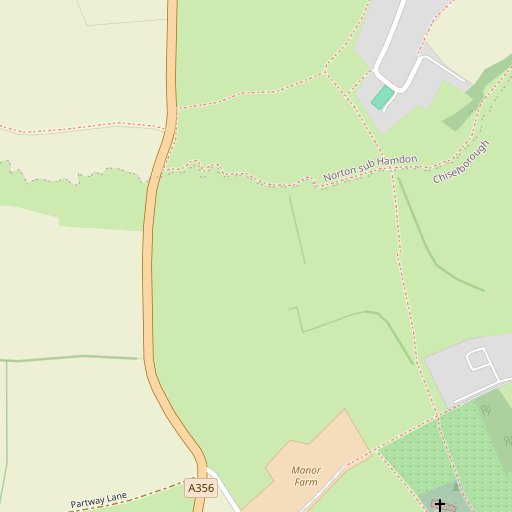 Norton sub Hamdon
Chiselborough
Manor
Farm
A356
Partway Lane